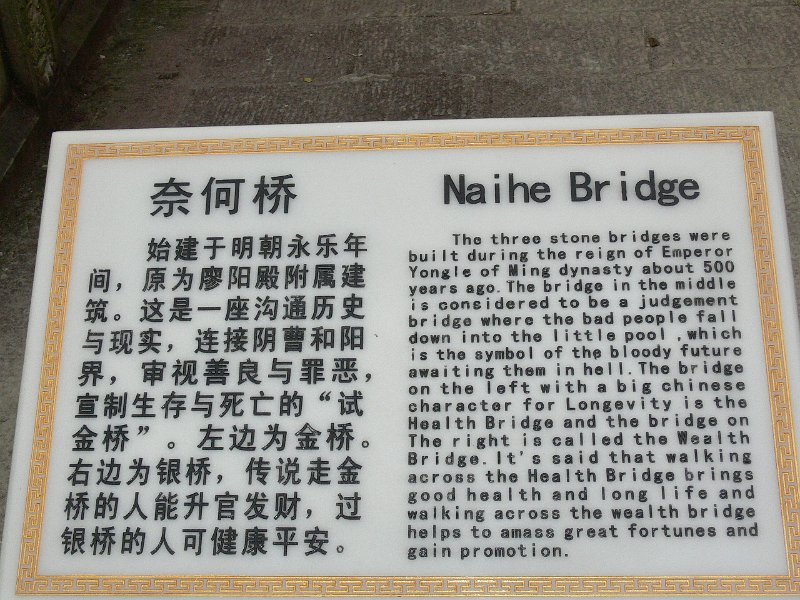 奈何桥
始建于明朝永乐年
间，原为廖阳殿附属建
筑。这是一座沟通历史
与现实，连接阴曹和阳
界，审视善良与罪恶，
宣制生存与死亡的“试
金桥”。左边为金桥。
右边为银桥，传说走金
桥的人能升官发财，过
银桥的人可健康平安。
Naihe Bridge
The three stone bridges were
built during the reign of Emperor
Yongle of Ming dynasty about 500
years ago. The bridge in the middle
is considered to be a judgement
bridge where the bad people fall
down into the little pool , which
is the symbol of the bloody future
awaiting them in hell. The bridge
on the left with a big chinese
character for Longevity is the
Health Bridge and the bridge on
The right is called the Wealth
Bridge. It's said that walking
across the Health Bridge brings
good health and long life and
walking across the wealth bridge
helps to amass great fortunes and
gain promotion.